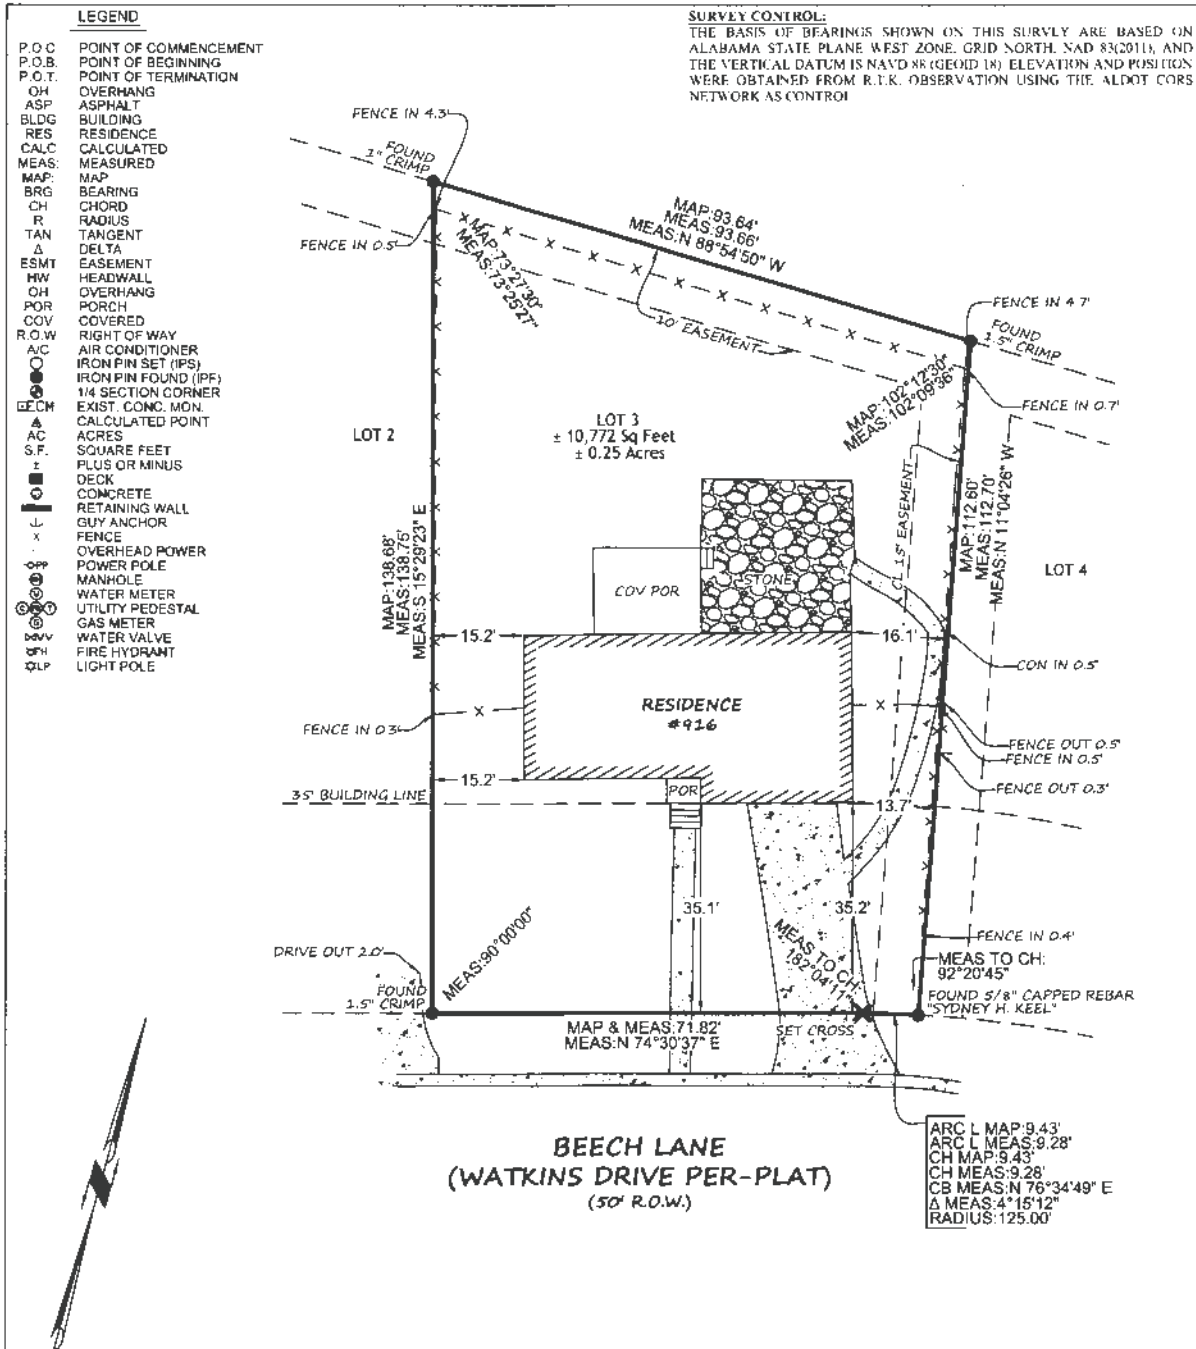 LEGEND
P.O.C POINT OF COMMENCEMENT
P.O.B. POINT OF BEGINNING
P.O.T. POINT OF TERMINATION
OH OVERHANG
ASP ASPHALT
BLDG BUILDING
RES RESIDENCE
CALC CALCULATED
MEAS: MEASURED
MAP: MAP
BRG BEARING
CH CHORD
R RADIUS
TAN TANGENT
Δ DELTA
ESMT EASEMENT
HW HEADWALL
OH OVERHANG
POR PORCH
COV COVERED
R.O.W RIGHT OF WAY
A/C AIR CONDITIONER
IRON PIN SET (IPS)
IRON PIN FOUND (IPF)
1/4 SECTION CORNER
ECM EXIST. CONC. MON.
CALCULATED POINT
AC ACRES
S.F. SQUARE FEET
± PLUS OR MINUS
DECK
CONCRETE
RETAINING WALL
GUY ANCHOR
X FENCE
OVERHEAD POWER
OPP POWER POLE
MANHOLE
WATER METER
UTILITY PEDESTAL
GAS METER
WV WATER VALVE
FH FIRE HYDRANT
LP LIGHT POLE
SURVEY CONTROL:
THE BASIS OF BEARINGS SHOWN ON THIS SURVEY ARE BASED ON
ALABAMA STATE PLANE WEST ZONE, GRID NORTH, NAD 83(2011), AND
THE VERTICAL DATUM IS NAVD 88 (GEOID 18) ELEVATION AND POSITION
WERE OBTAINED FROM R.T.K. OBSERVATION USING THE ALDOT CORS
NETWORK AS CONTROL
FENCE IN 4.3'
FOUND
1" CRIMP
MAP:93.64'
MEAS:93.66'
MEAS:N 88°54'50" W
FENCE IN 0.5'
MAP:73°27'30"
MEAS:73°25'27"
10' EASEMENT
FENCE IN 4.7'
FOUND
1.5" CRIMP
MAP:102°12'30"
MEAS:102°09'36"
FENCE IN 0.7'
LOT 2
LOT 3
± 10,772 Sq Feet
± 0.25 Acres
LOT 4
MAP:138.68'
MEAS:138.75'
MEAS:S 15°29'23" E
CL 15' EASEMENT
MAP:112.60'
MEAS:112.70'
MEAS:N 11°04'26" W
COV POR
STONE
15.2'
16.1'
CON IN 0.5'
RESIDENCE
#916
FENCE IN 0.3'
FENCE OUT 0.5'
FENCE IN 0.5'
FENCE OUT 0.3'
15.2'
POR
35' BUILDING LINE
13.7'
35.1'
35.2'
FENCE IN 0.4'
DRIVE OUT 2.0'
MEAS:90°00'00"
MEAS TO CH:
182°04'11"
MEAS TO CH:
92°20'45"
FOUND
1.5" CRIMP
FOUND 5/8" CAPPED REBAR
"SYDNEY H. KEEL"
MAP & MEAS:71.82'
MEAS:N 74°30'37" E
SET CROSS
BEECH LANE
(WATKINS DRIVE PER-PLAT)
(50' R.O.W.)
ARC L MAP:9.43'
ARC L MEAS:9.28'
CH MAP:9.43'
CH MEAS:9.28'
CB MEAS:N 76°34'49" E
Δ MEAS:4°15'12"
RADIUS:125.00'